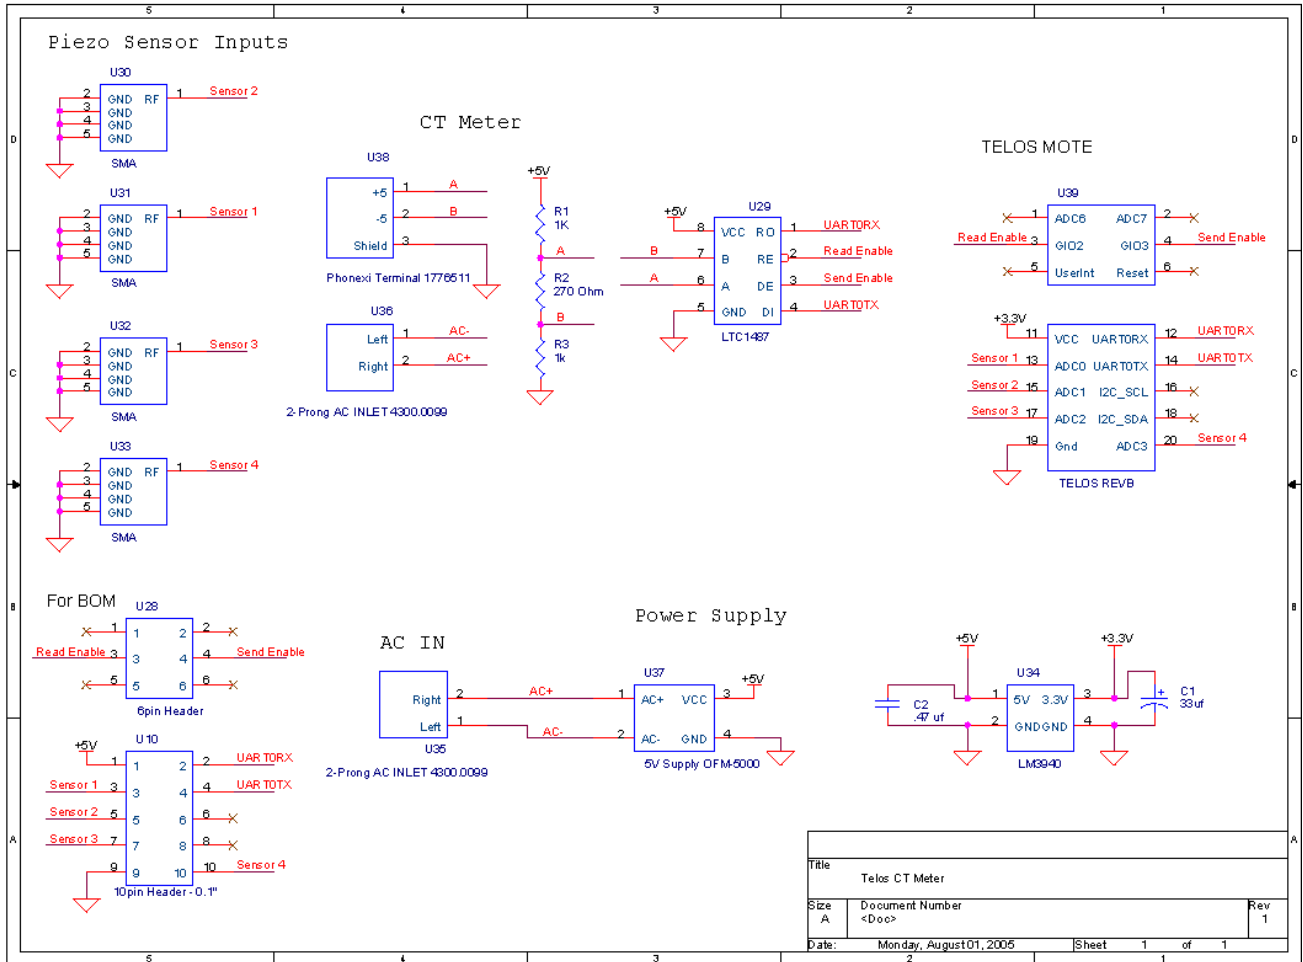 5 4 3 2 1
Piezo Sensor Inputs
U30
2 GND RF 1 Sensor 2
3 GND
4 GND
5 GND
SMA
U31
2 GND RF 1 Sensor 1
3 GND
4 GND
5 GND
SMA
U32
2 GND RF 1 Sensor 3
3 GND
4 GND
5 GND
SMA
U33
2 GND RF 1 Sensor 4
3 GND
4 GND
5 GND
SMA
CT Meter
U38
+5 1 A
-5 2 B
Shield 3
Phonexi Terminal 1776511
U36
Left 1 AC-
Right 2 AC+
2-Prong AC INLET 4300.0099
+5V
R1
1K
A
R2
270 Ohm
B
R3
1k
U29
+5V
8 VCC RO 1 UART0RX
B 7 B RE 2 Read Enable
A 6 A DE 3 Send Enable
5 GND DI 4 UART0TX
LTC1487
TELOS MOTE
U39
1 ADC6 ADC7 2
Read Enable 3 GIO2 GIO3 4 Send Enable
5 UserInt Reset 6
+3.3V
11 VCC UART0RX 12 UART0RX
Sensor 1 13 ADC0 UART0TX 14 UART0TX
Sensor 2 15 ADC1 I2C_SCL 16
Sensor 3 17 ADC2 I2C_SDA 18
19 Gnd ADC3 20 Sensor 4
TELOS REVB
For BOM
U28
1 1 2 2
Read Enable 3 3 4 4 Send Enable
5 5 6 6
6pin Header
U10
+5V
1 1 2 2 UART0RX
Sensor 1 3 3 4 4 UART0TX
Sensor 2 5 5 6 6
Sensor 3 7 7 8 8
9 9 10 10 Sensor 4
10pin Header - 0.1"
AC IN
Right 2 AC+
Left 1 AC-
U35
2-Prong AC INLET 4300.0099
Power Supply
U37
1 AC+ VCC 3 +5V
2 AC- GND 4
5V Supply OFM-5000
+5V
+3.3V
U34
1 5V 3.3V 3
2 GND GND 4
LM3940
C2
.47 uf
C1
+
33uf
D D
C C
B B
A A
Title
Telos CT Meter
Size Document Number Rev
A <Doc> 1
Date: Monday, August 01, 2005 Sheet 1 of 1
5 4 3 2 1